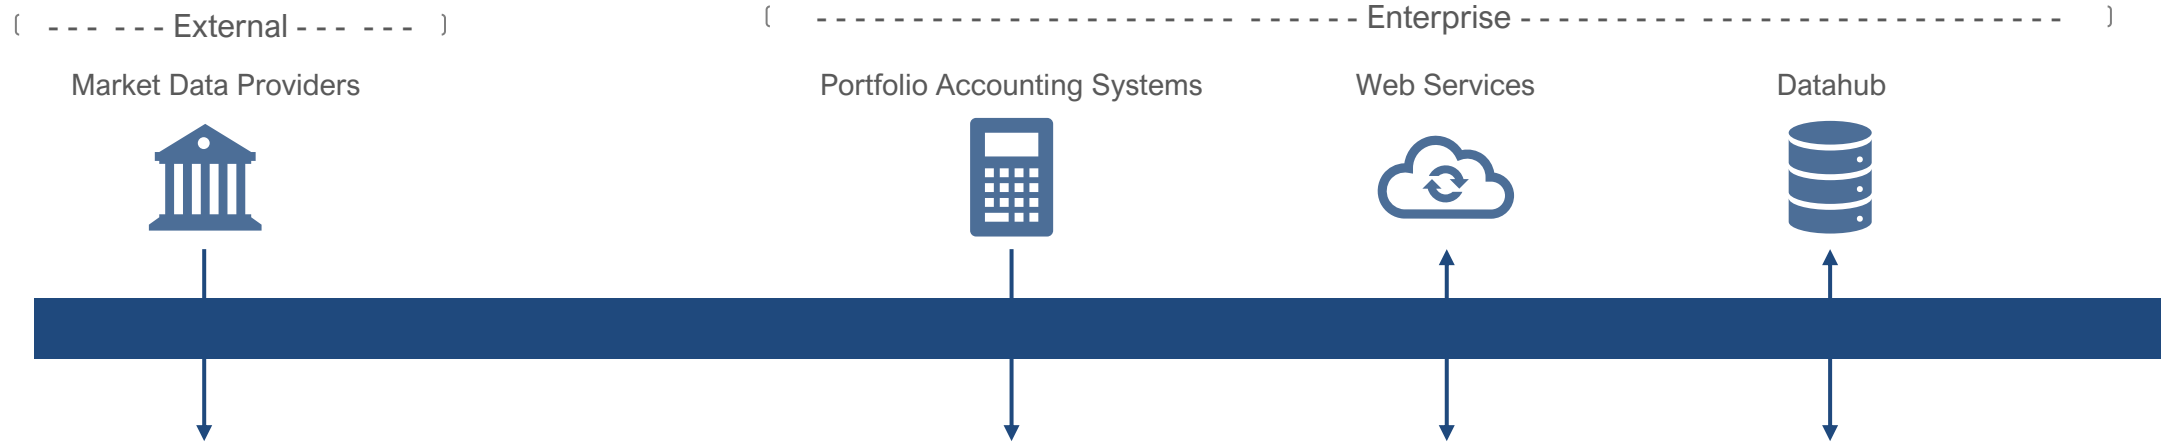 External
Enterprise
Market Data Providers
Portfolio Accounting Systems
Web Services
Datahub